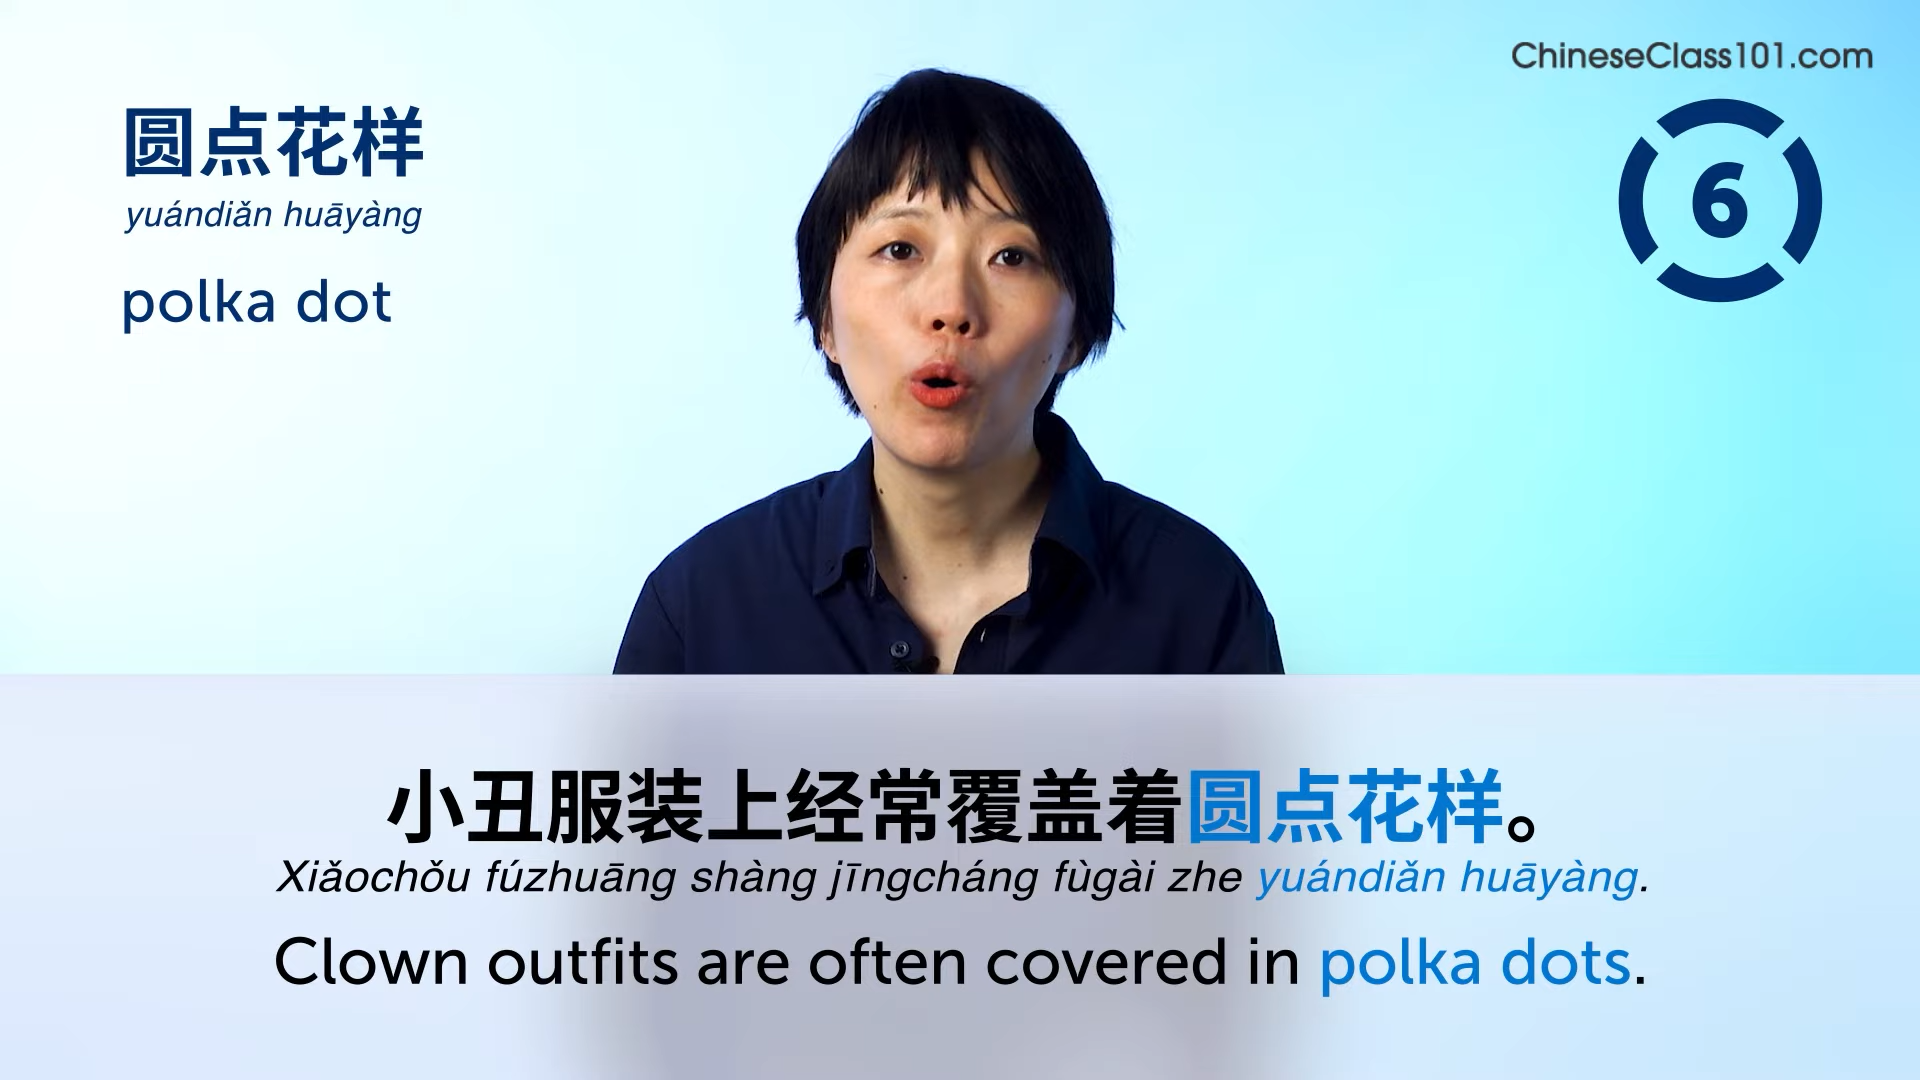 ChineseClass101.com
圆点花样
yuándiǎn huāyàng
polka dot
6
小丑服装上经常覆盖着圆点花样。
Xiǎochǒu fúzhuāng shàng jīngcháng fùgài zhe yuándiǎn huāyàng.
Clown outfits are often covered in polka dots.